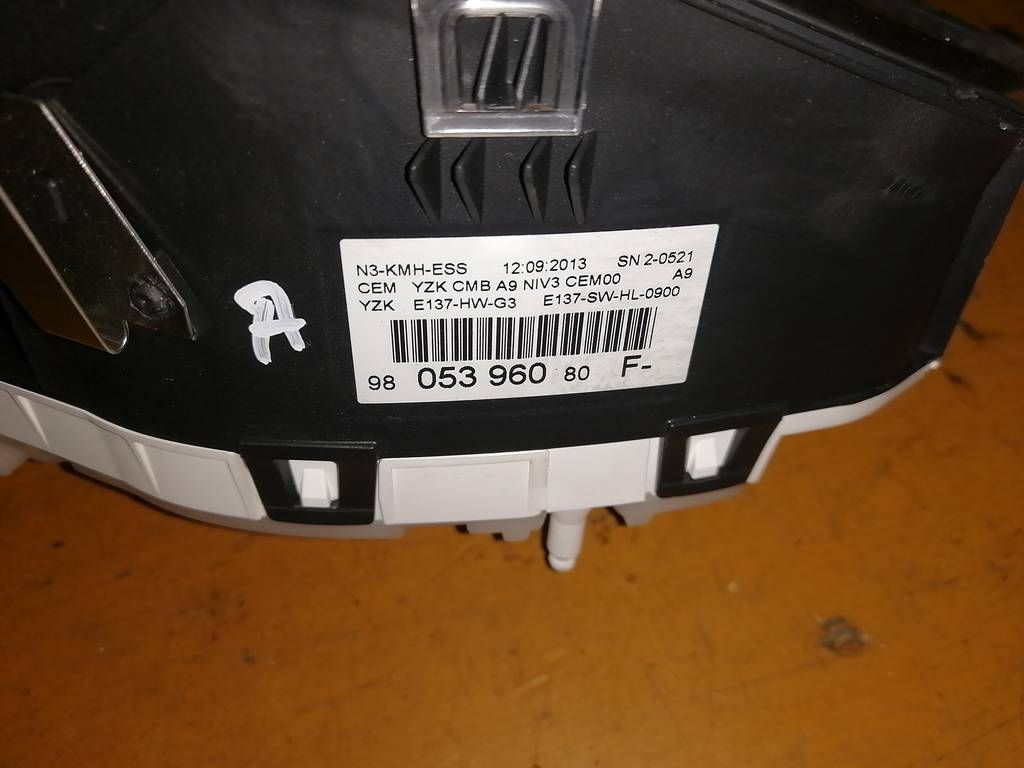 N3-KMH-ESS 12:09:2013 SN 2-0521
CEM YZK CMB A9 NIV3 CEM00 A9
YZK E137-HW-G3 E137-SW-HL-0900
98 053 960 80 F-
A